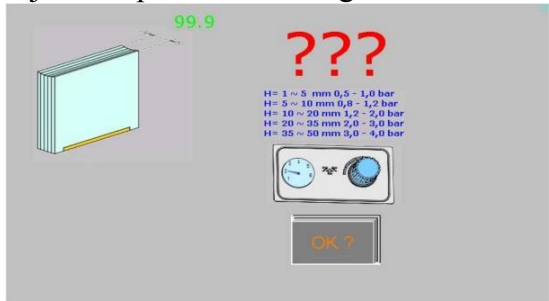 99.9
???
H= 1 ~ 5 mm 0,5 - 1,0 bar
H= 5 ~ 10 mm 0,8 - 1,2 bar
H= 10 ~ 20 mm 1,2 - 2,0 bar
H= 20 ~ 35 mm 2,0 - 3,0 bar
H= 35 ~ 50 mm 3,0 - 4,0 bar
OK ?